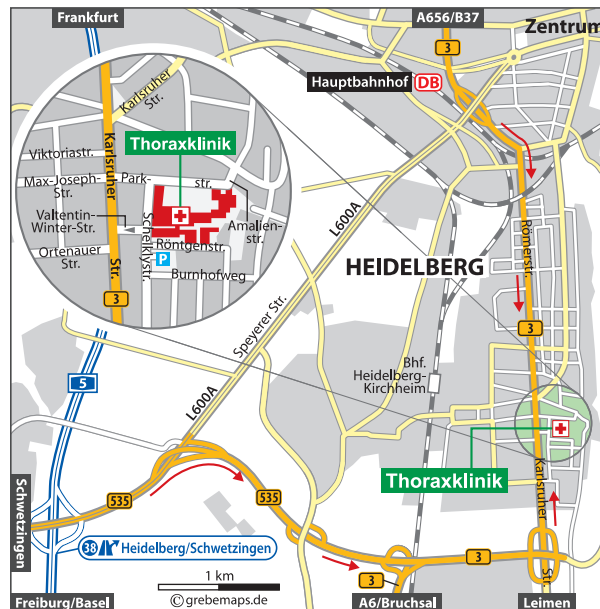 Frankfurt
A656/B37
Zentrum
3
Hauptbahnhof DB
Karlsruher
Str.
Thoraxklinik
Viktoriastr.
Karlsruher
Max-Joseph-
Str.
Park-
str.
Valtentin-
Winter-Str.
Amalien-
str.
Schelklystr.
Röntgenstr.
Ortenauer
Str.
P
Burnhofweg
Str.
3
L600A
Römerstr.
HEIDELBERG
3
Speyerer Str.
5
Bhf.
Heidelberg-
Kirchheim
L600A
Thoraxklinik
Karlsruher
Schwetzingen
535
535
38 Heidelberg/Schwetzingen
3
3
Str.
1 km
©grebemaps.de
Freiburg/Basel
A6/Bruchsal
Leimen